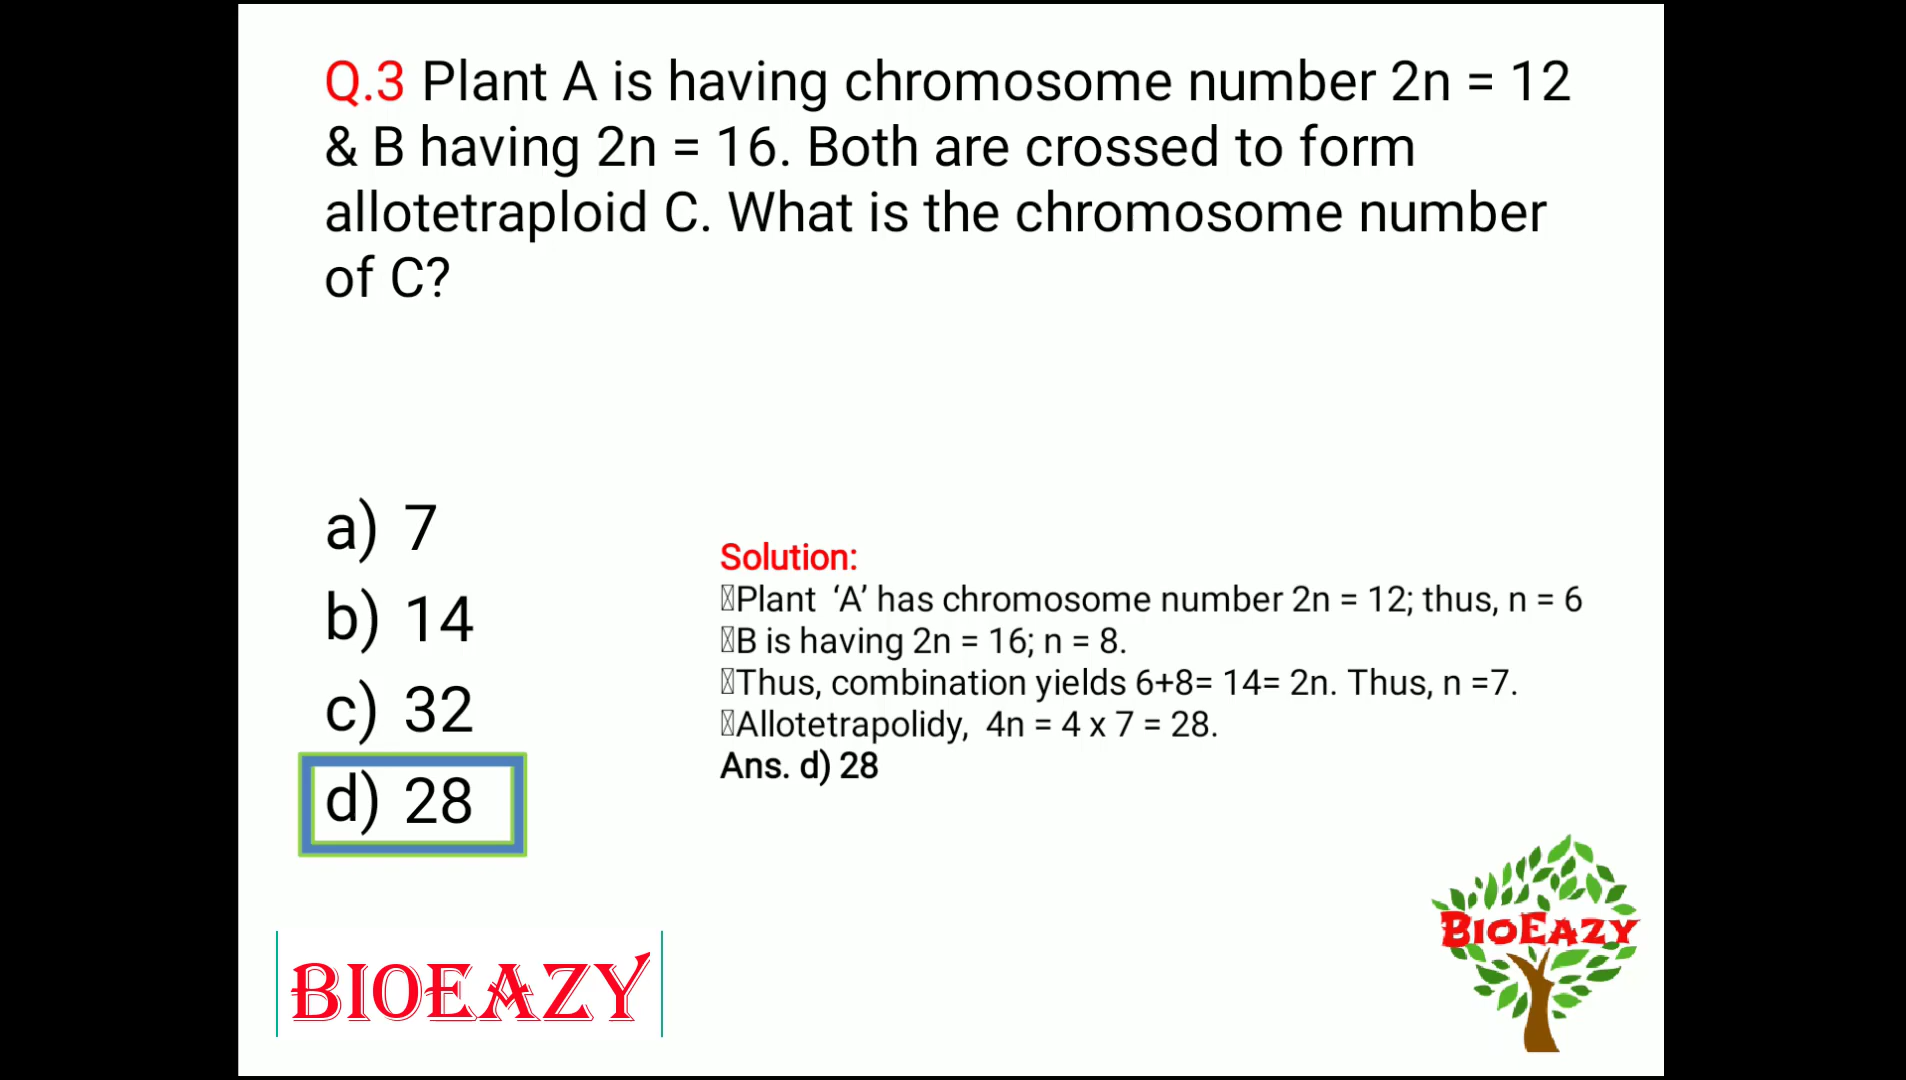 Q.3 Plant A is having chromosome number 2n = 12
& B having 2n = 16. Both are crossed to form
allotetraploid C. What is the chromosome number
of C?
a) 7
b) 14
c) 32
d) 28
Solution:
Plant ‘A’ has chromosome number 2n = 12; thus, n = 6
B is having 2n = 16; n = 8.
Thus, combination yields 6+8= 14= 2n. Thus, n =7.
Allotetrapolidy, 4n = 4 x 7 = 28.
Ans. d) 28
BIOEAZY
BIOEAZY